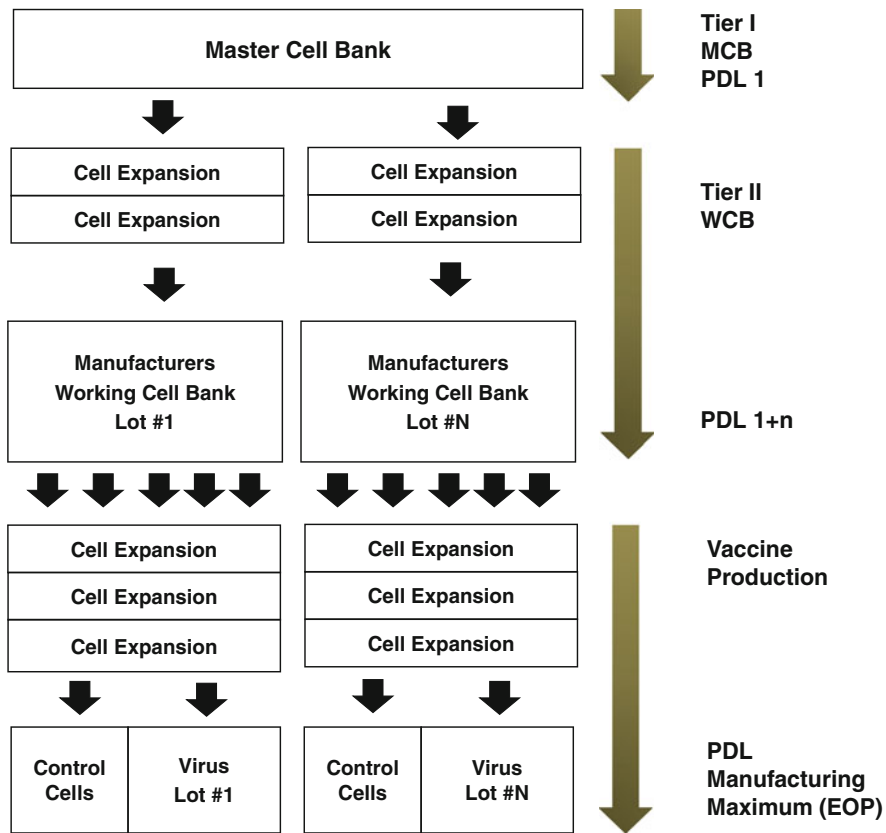 Master Cell Bank
Tier I
MCB
PDL 1
Cell Expansion
Cell Expansion
Cell Expansion
Cell Expansion
Tier II
WCB
Manufacturers
Working Cell Bank
Lot #1
Manufacturers
Working Cell Bank
Lot #N
PDL 1+n
Cell Expansion
Cell Expansion
Cell Expansion
Cell Expansion
Cell Expansion
Cell Expansion
Vaccine
Production
Control
Cells
Virus
Lot #1
Control
Cells
Virus
Lot #N
PDL
Manufacturing
Maximum (EOP)